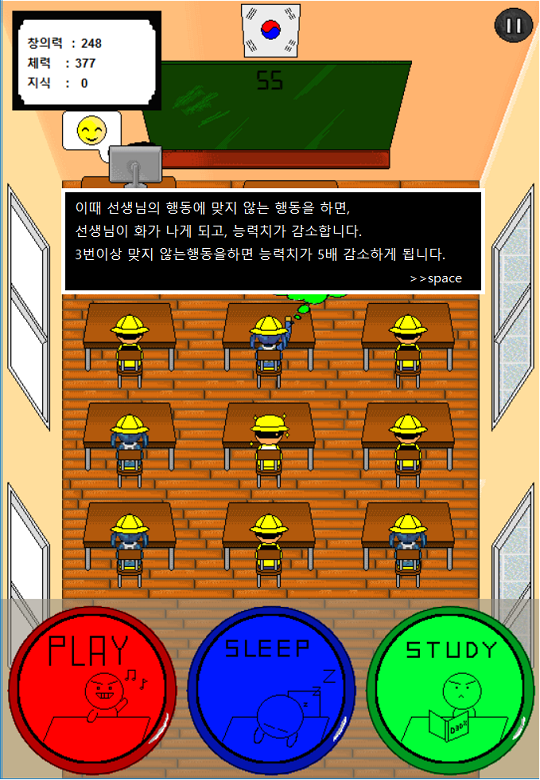 창의력 : 248
체력 : 377
지식 : 0
55
이때 선생님의 행동에 맞지 않는 행동을 하면,
선생님이 화가 나게 되고, 능력치가 감소합니다.
3번이상 맞지 않는행동을하면 능력치가 5배 감소하게 됩니다.
>>space
PLAY
SLEEP
Z
Z
Z
STUDY